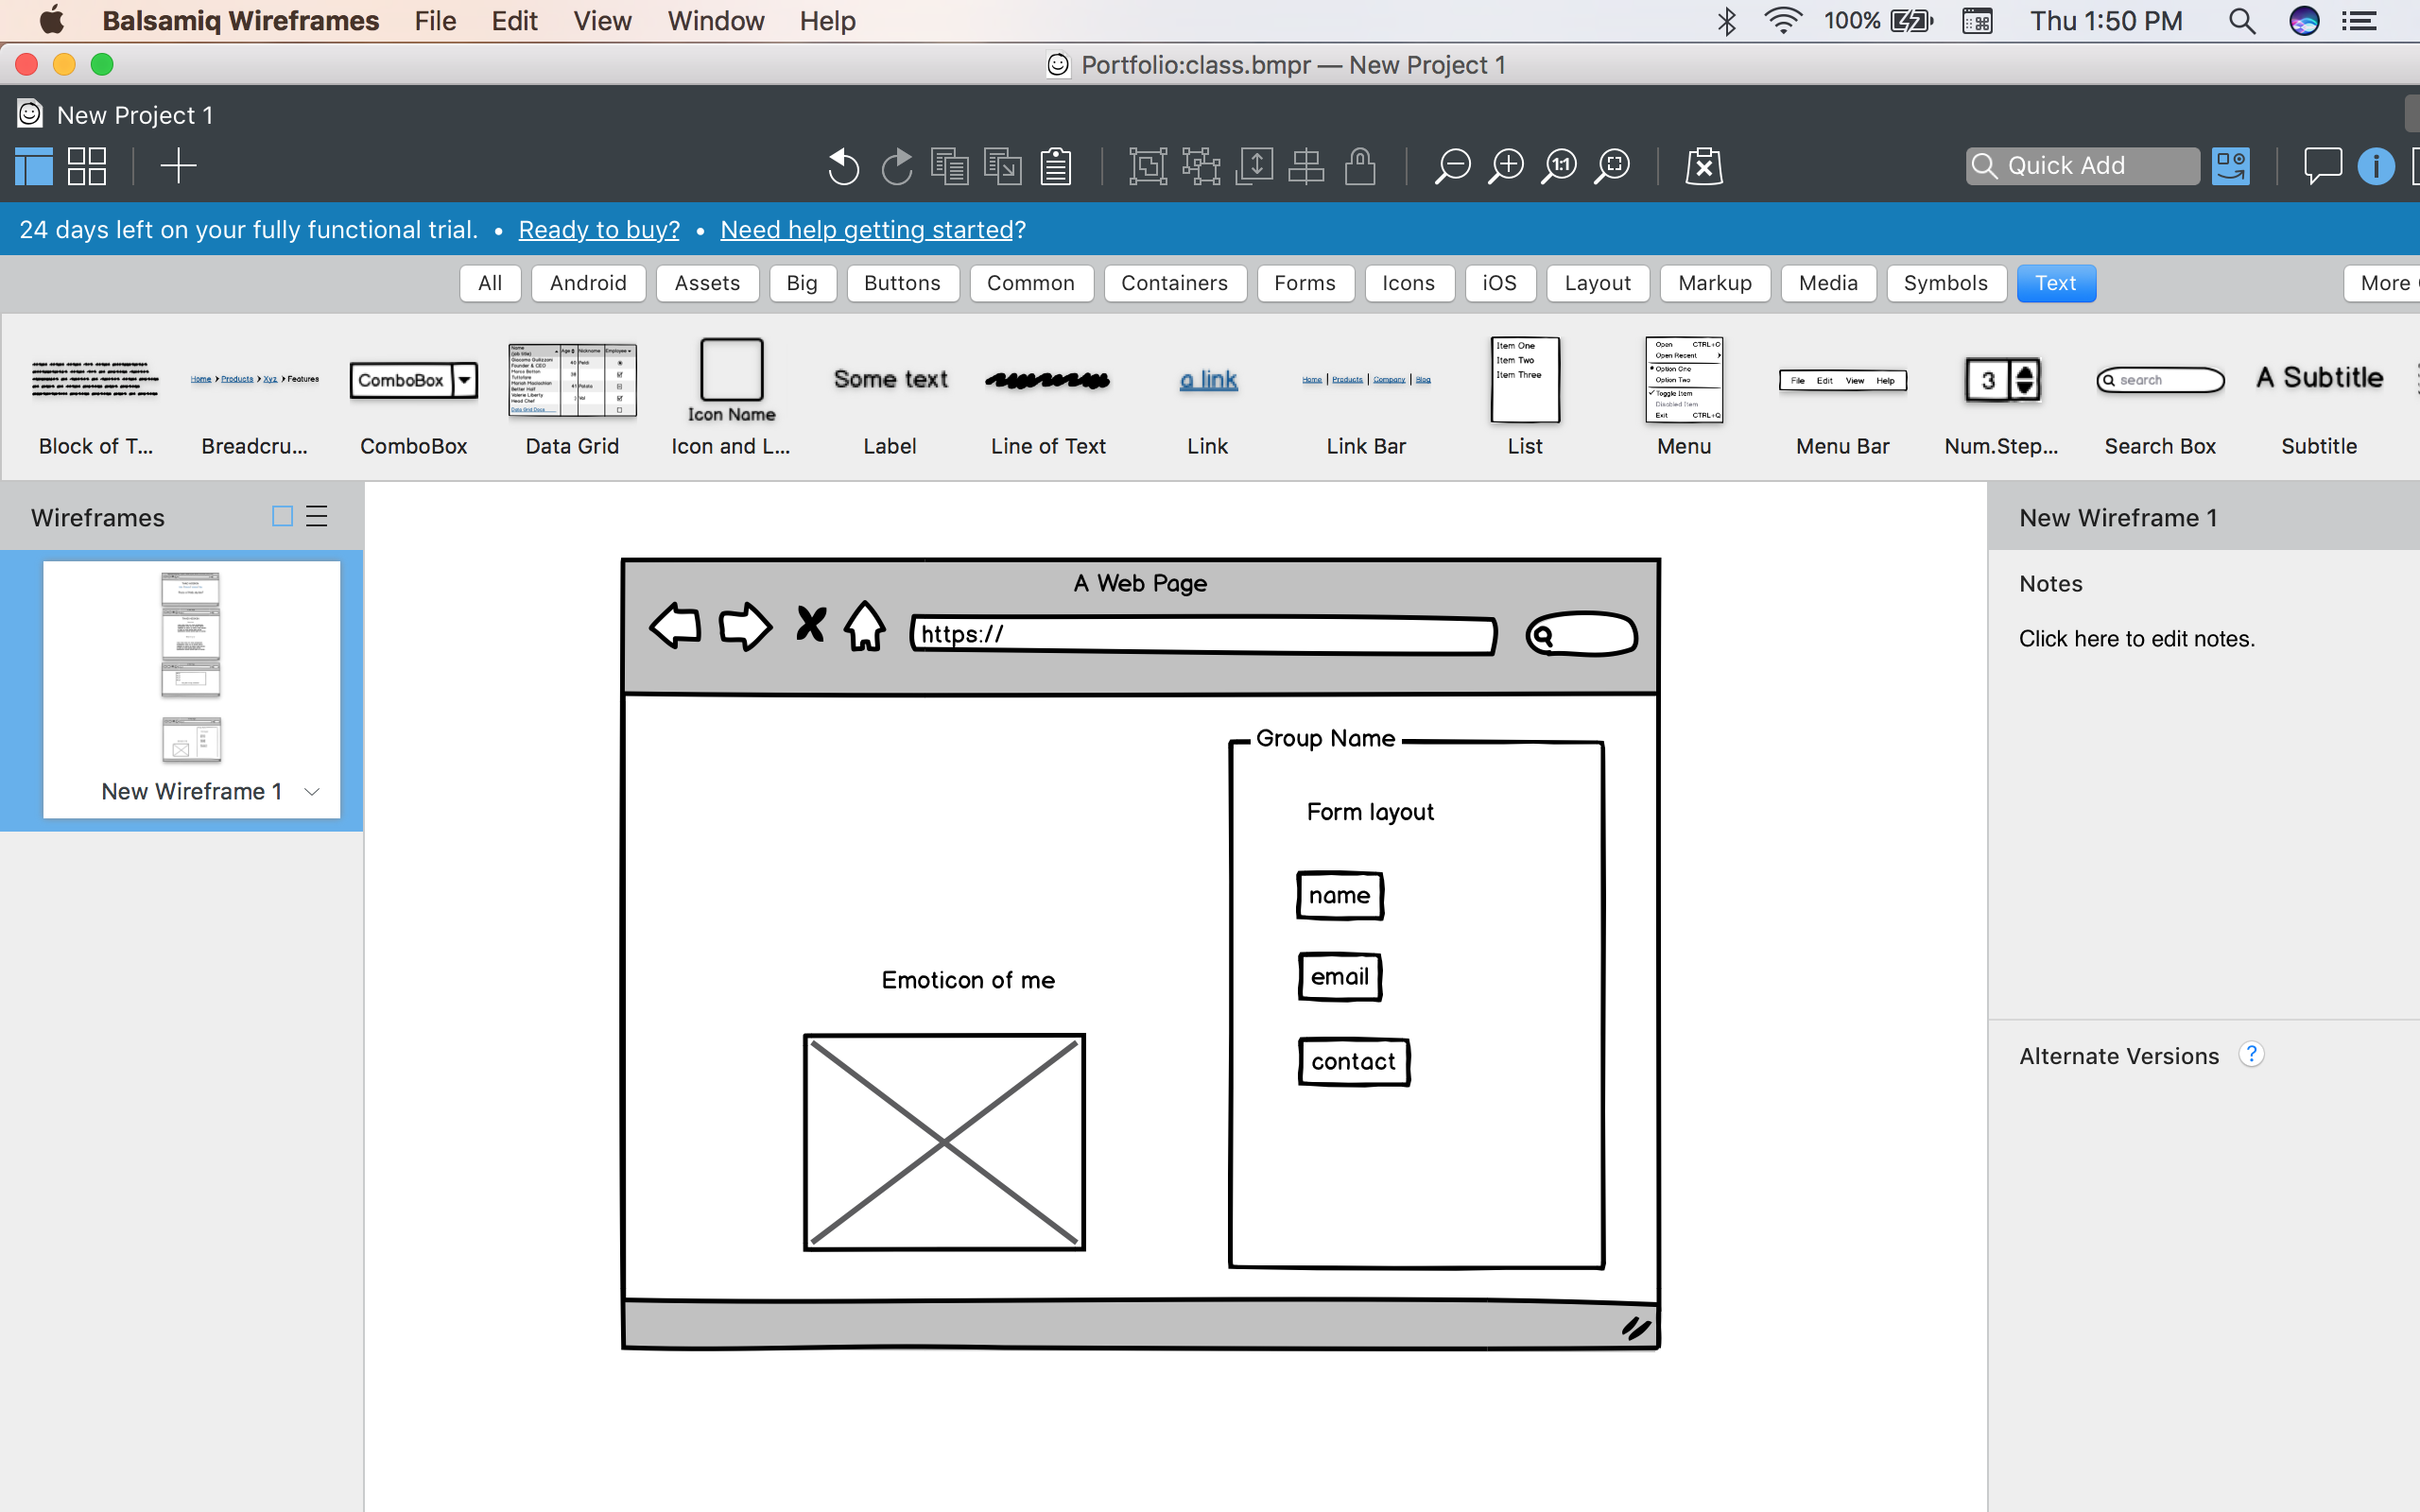 Balsamiq Wireframes File Edit View Window Help 100% Thu 1:50 PM
Portfolio:class.bmpr — New Project 1
New Project 1
1:1 Quick Add
24 days left on your fully functional trial. • Ready to buy? • Need help getting started?
All Android Assets Big Buttons Common Containers Forms Icons iOS Layout Markup Media Symbols Text More
Home Products Xyz Features
ComboBox
Icon Name
Some text
a link
Home Products Company Blog
Item One
Item Two
Item Three
Open CTRL+O
Open Recent
Option One
Option Two
Toggle Item
Disabled Item
Exit CTRL+Q
File Edit View Help
3
search
A Subtitle
Block of T... Breadcru... ComboBox Data Grid Icon and L... Label Line of Text Link Link Bar List Menu Menu Bar Num.Step... Search Box Subtitle
Wireframes
New Wireframe 1
A Web Page
https://
Group Name
Form layout
name
email
contact
Emoticon of me
New Wireframe 1
Notes
Click here to edit notes.
Alternate Versions ?